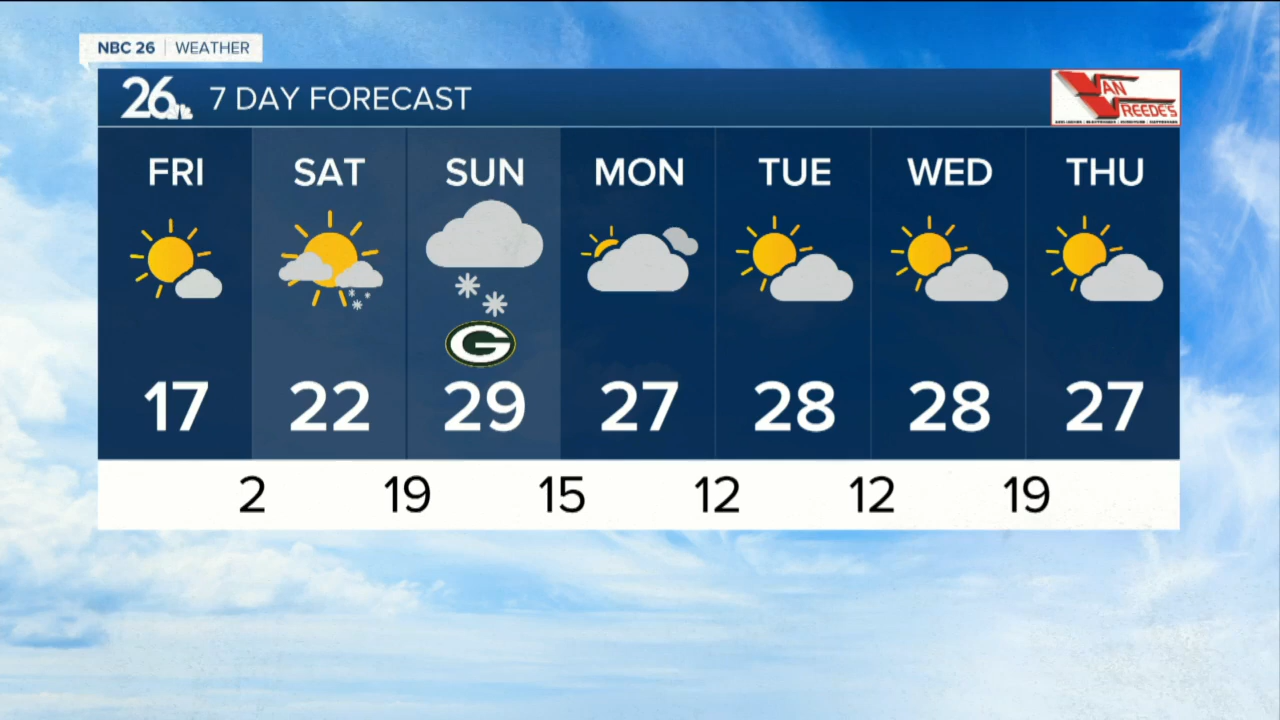 NBC 26 | WEATHER
26 7 DAY FORECAST
VAN VREEDE'S
FRI SAT SUN MON TUE WED THU
G
17 22 29 27 28 28 27
2 19 15 12 12 19